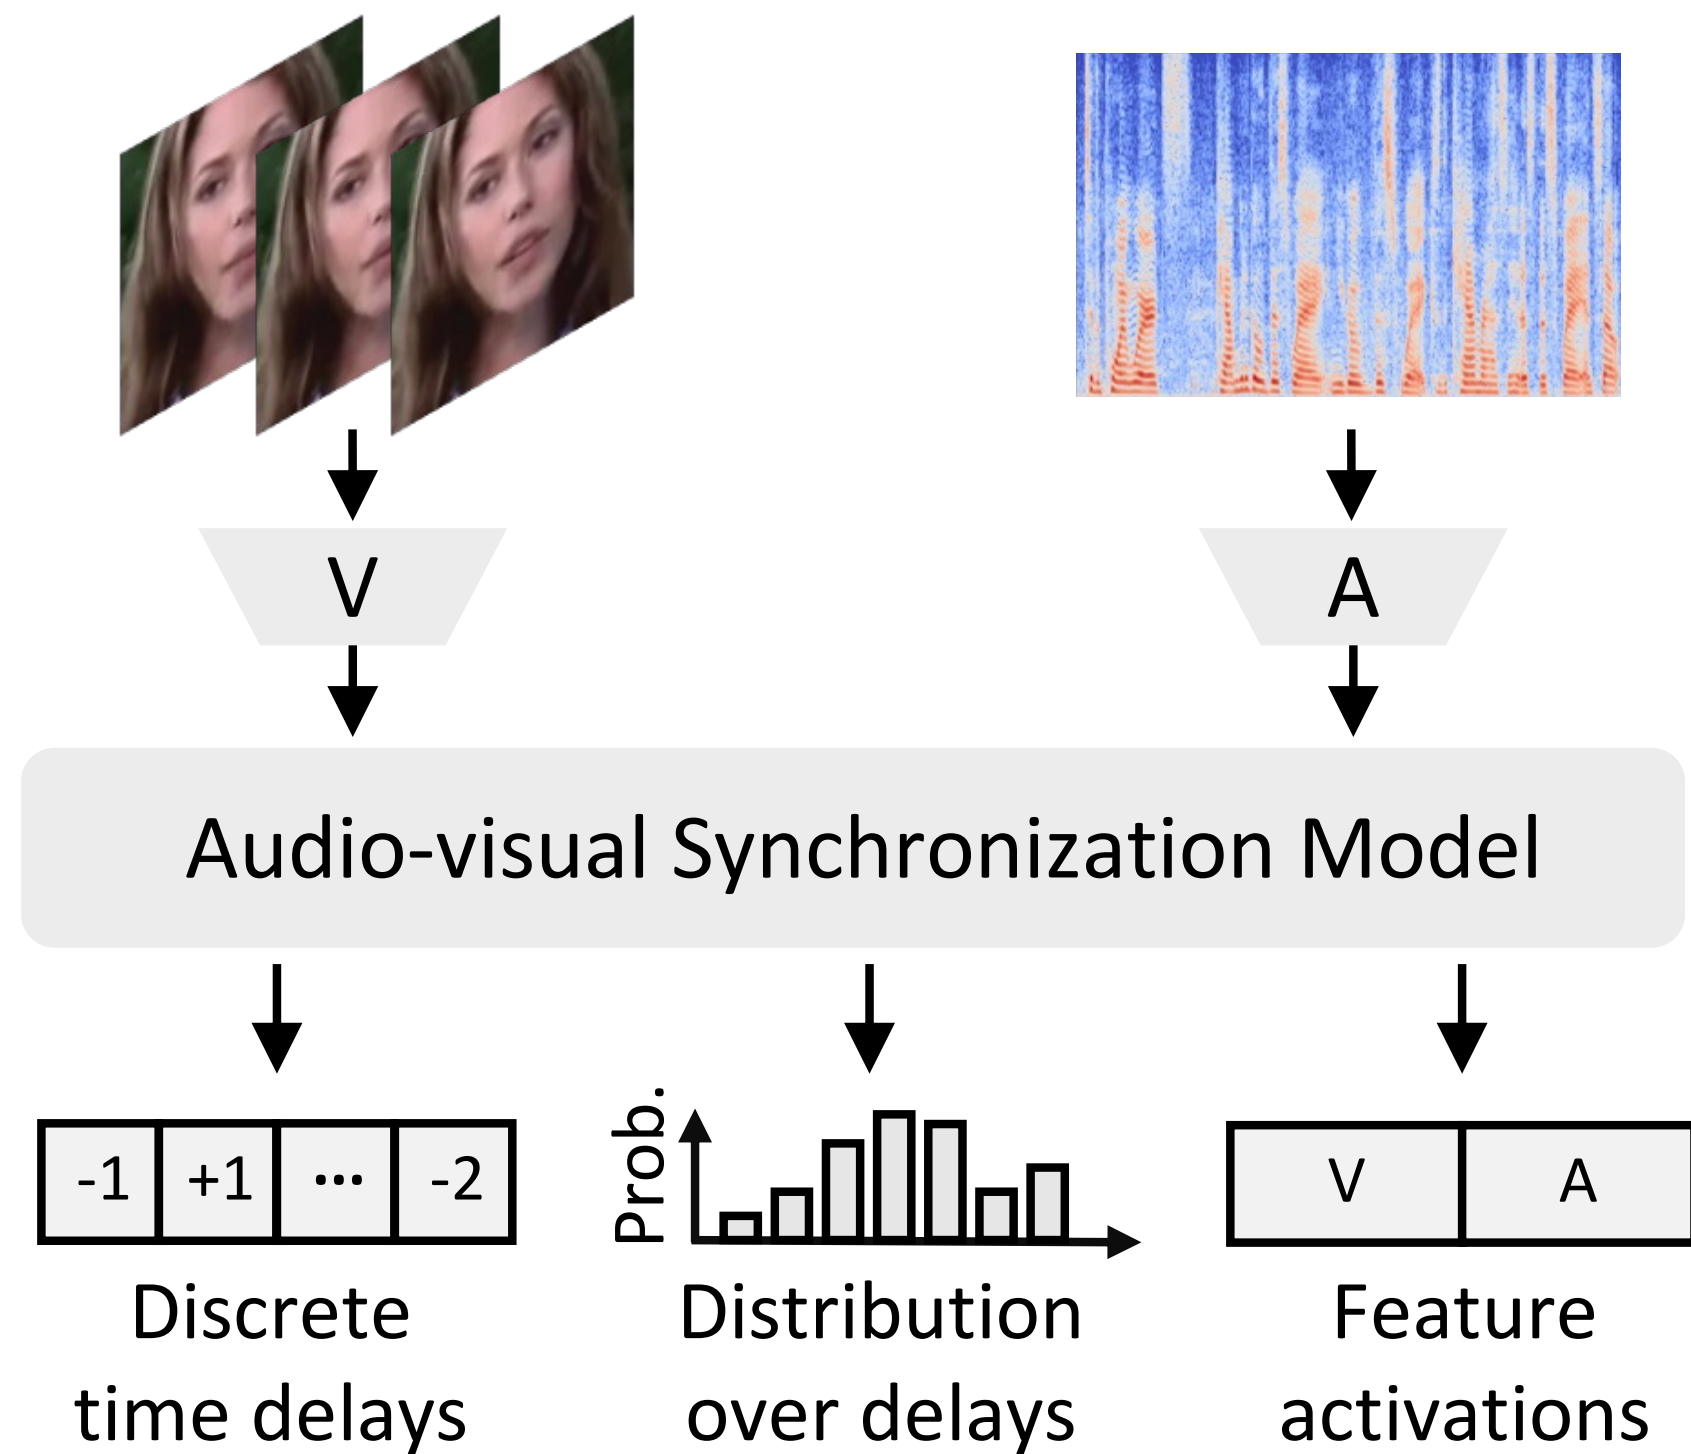 V
A
Audio-visual Synchronization Model
-1 +1 ... -2
Prob.
V A
Discrete
time delays
Distribution
over delays
Feature
activations